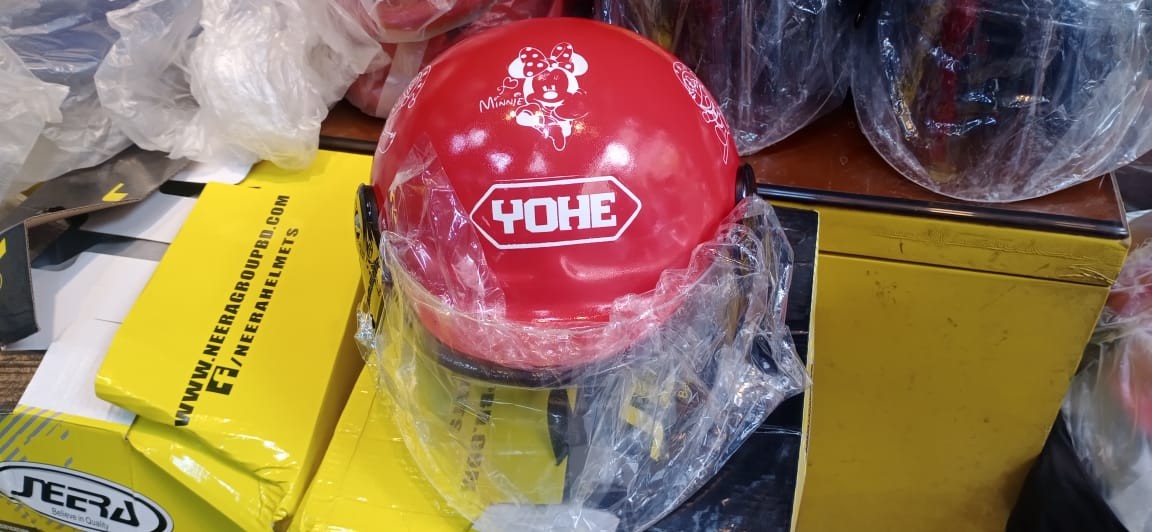 Minnie
YOHE
WWW.NEERAGROUPBD.COM
f/NEERAHELMETS
NEERA
Believe in Quality